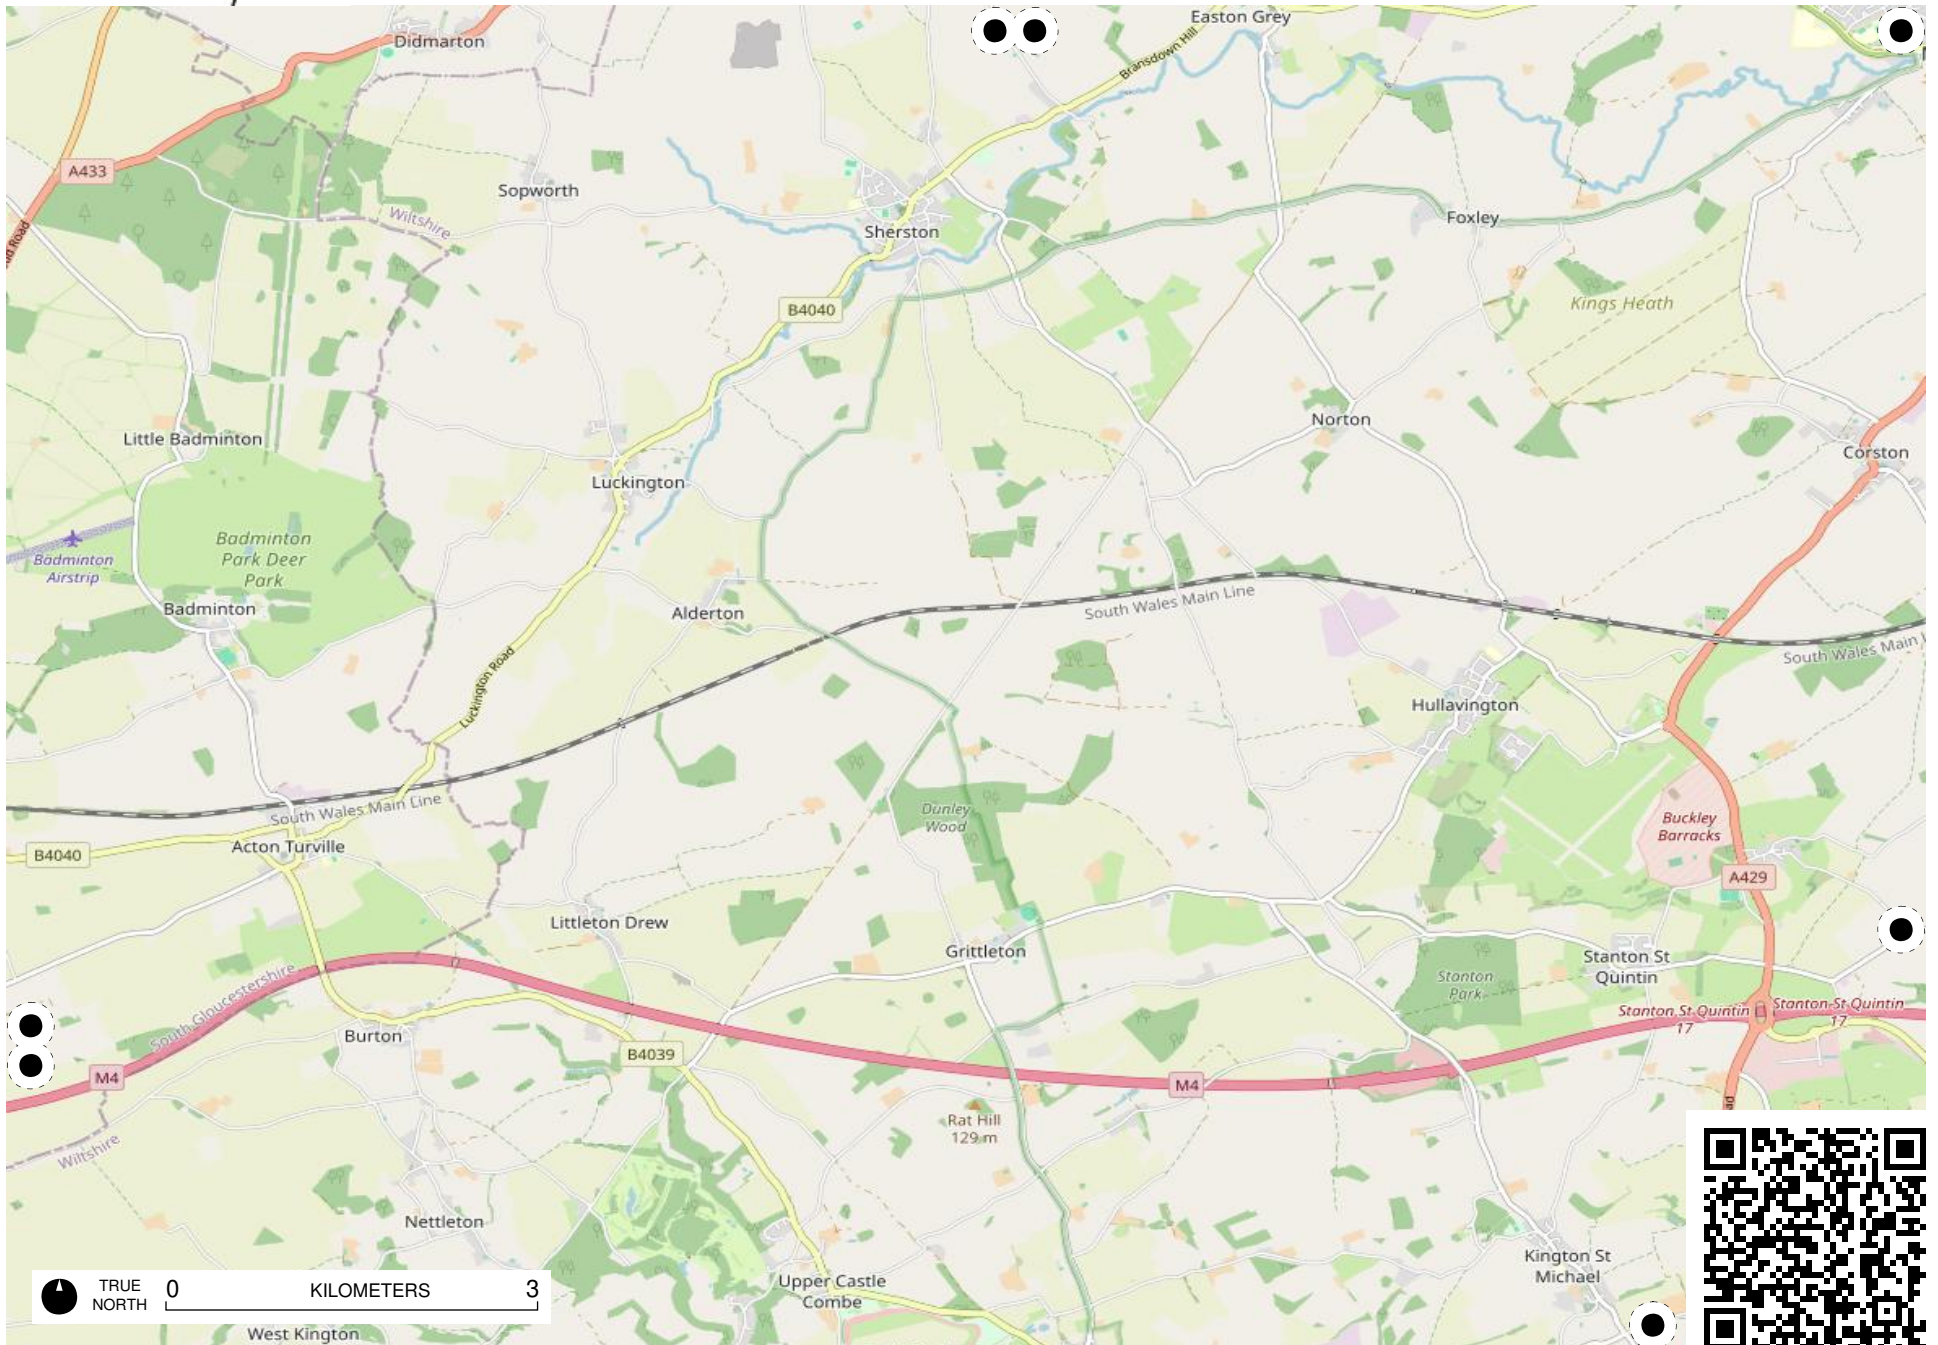 Easton Grey
Didmarton
Bransdown Hill
A433
Sopworth
Wiltshire
Sherston
Foxley
B4040
Kings Heath
Little Badminton
Norton
Corston
Luckington
Badminton
Park Deer
Park
Badminton
Airstrip
Badminton
Alderton
South Wales Main Line
South Wales Main
Luckington Road
Hullavington
Dunley
Wood
Buckley
Barracks
South Wales Main Line
Acton Turville
B4040
A429
Littleton Drew
Grittleton
Stanton St
Quintin
Stanton
Park
South Gloucestershire
Stanton St Quintin
17
Stanton St Quintin
17
Burton
B4039
M4
M4
Rat Hill
129 m
Wiltshire
Nettleton
Kington St
Michael
Upper Castle
Combe
TRUE
NORTH
0 KILOMETERS 3
West Kington